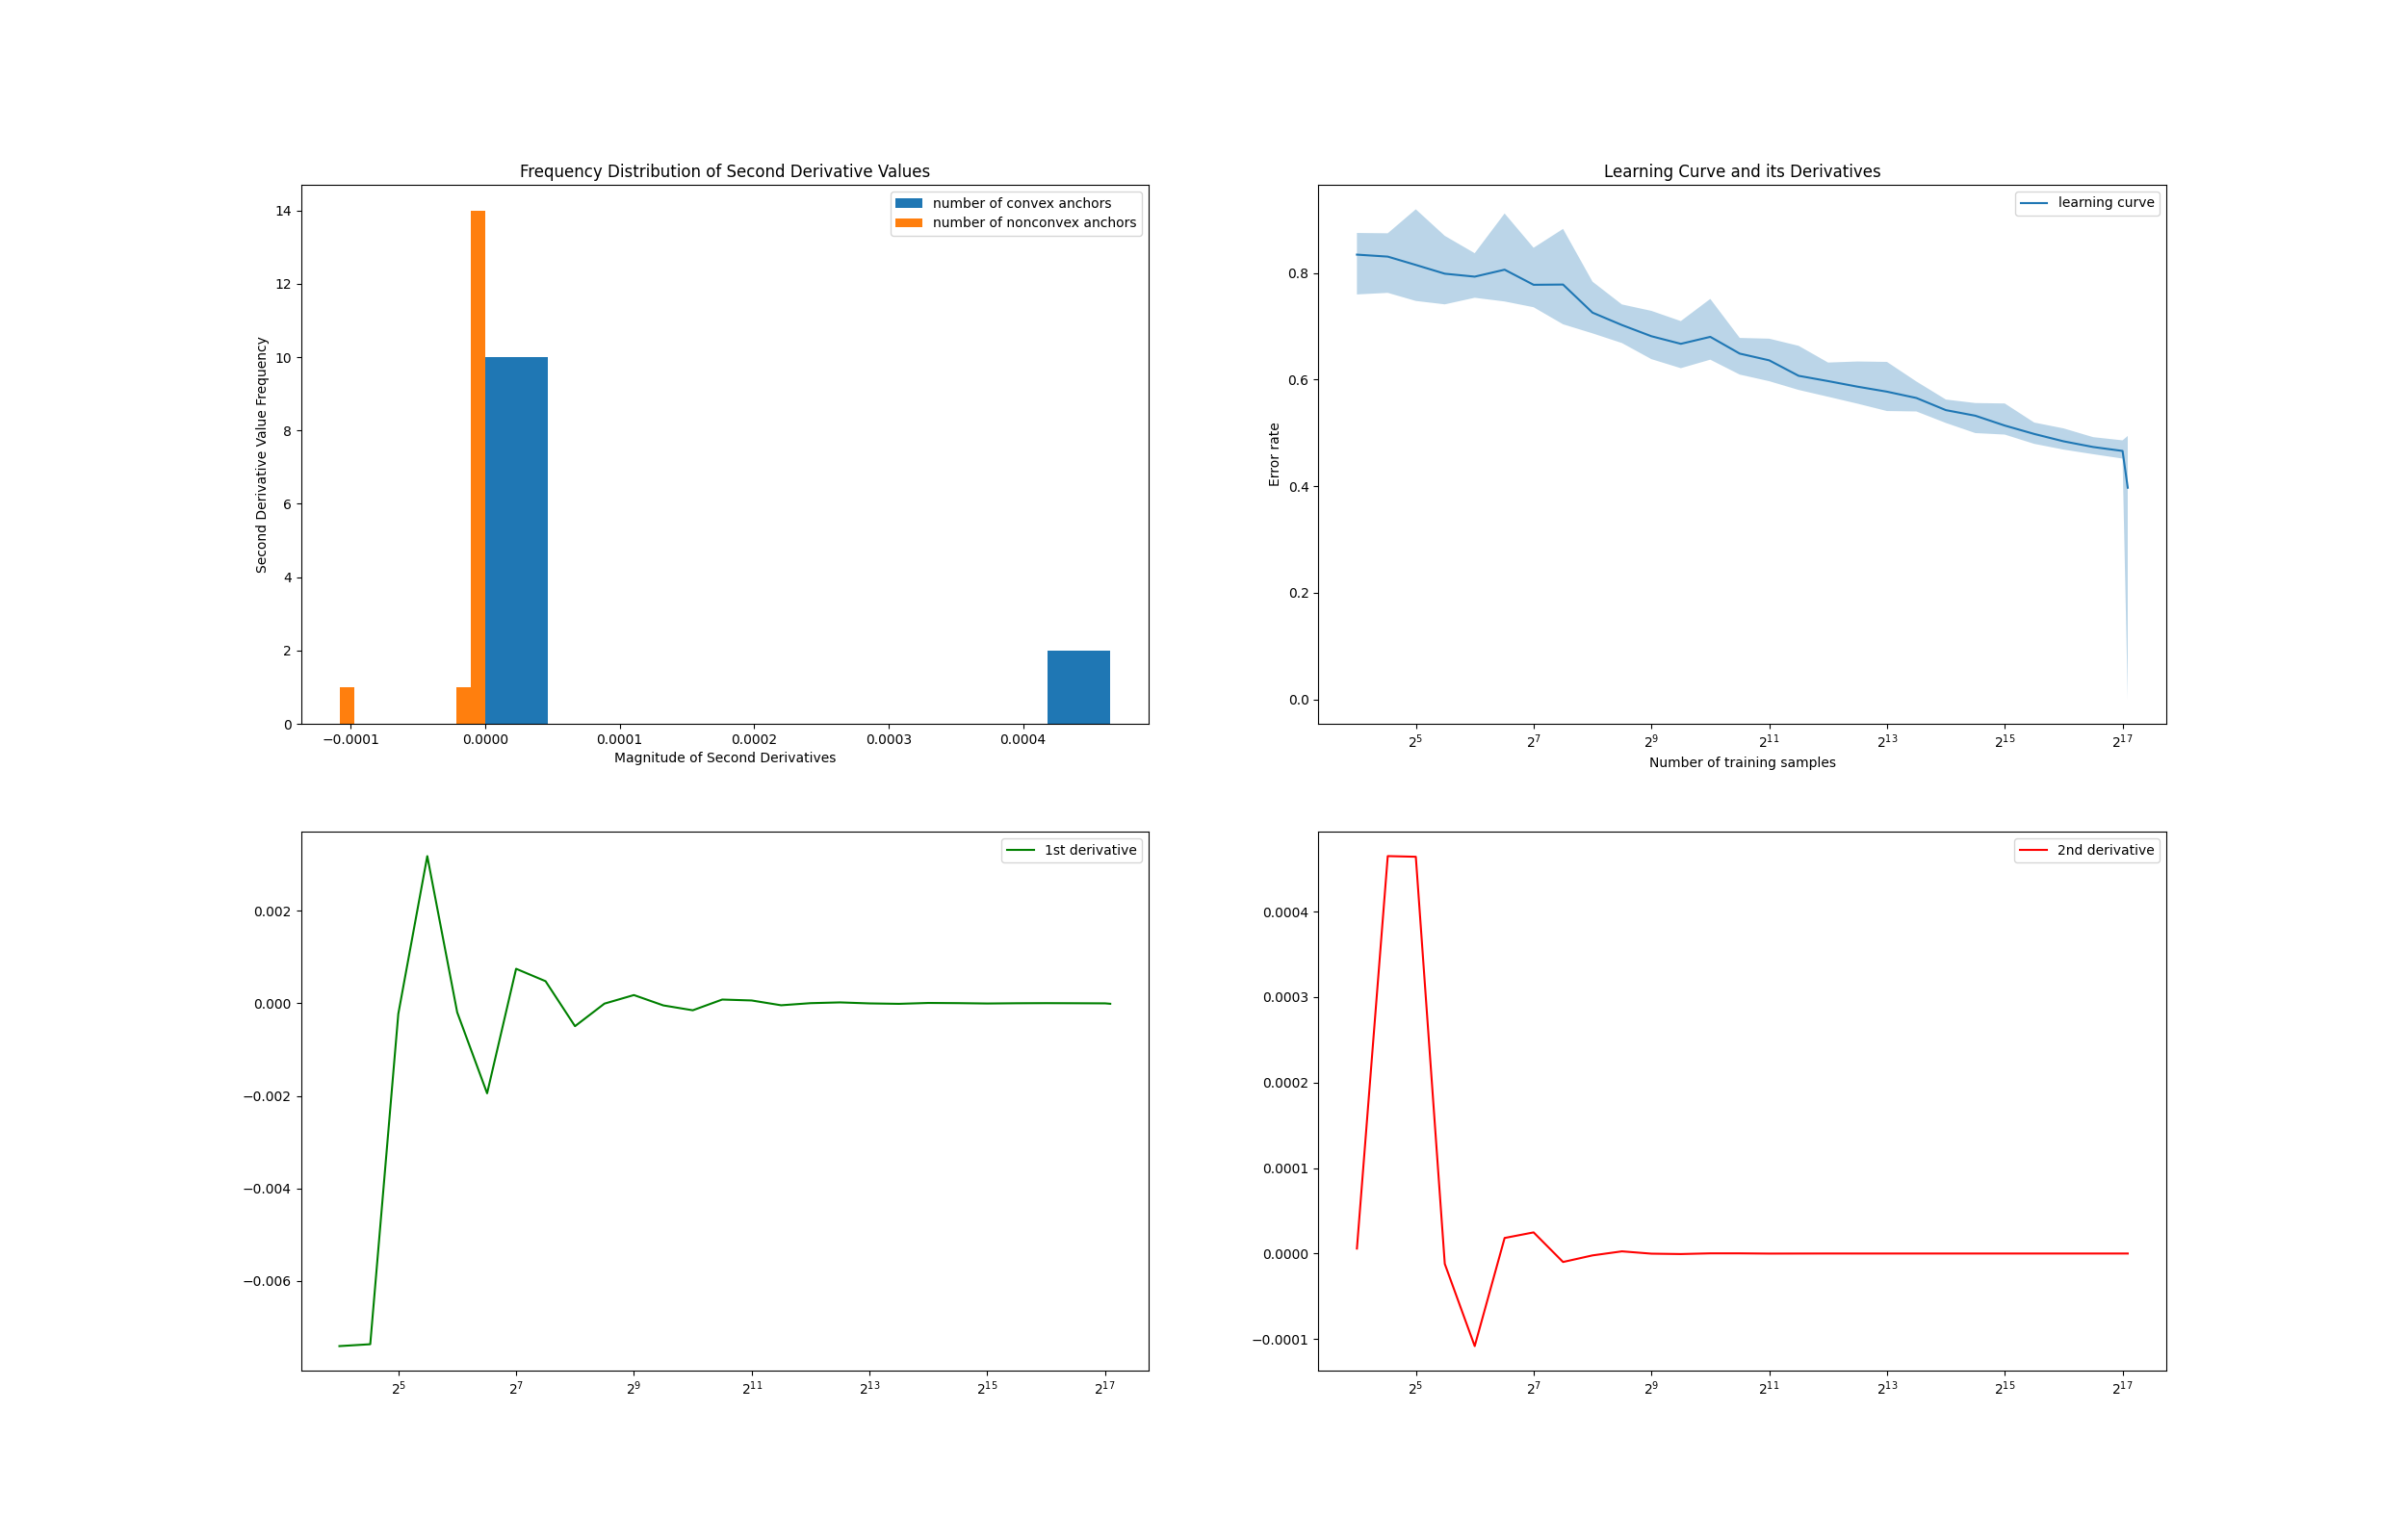 Frequency Distribution of Second Derivative Values
number of convex anchors
number of nonconvex anchors
14
12
10
8
6
4
2
0
Second Derivative Value Frequency
−0.0001 0.0000 0.0001 0.0002 0.0003 0.0004
Magnitude of Second Derivatives
Learning Curve and its Derivatives
learning curve
0.8
0.6
0.4
0.2
0.0
Error rate
2^5 2^7 2^9 2^11 2^13 2^15 2^17
Number of training samples
1st derivative
0.002
0.000
−0.002
−0.004
−0.006
2^5 2^7 2^9 2^11 2^13 2^15 2^17
2nd derivative
0.0004
0.0003
0.0002
0.0001
0.0000
−0.0001
2^5 2^7 2^9 2^11 2^13 2^15 2^17